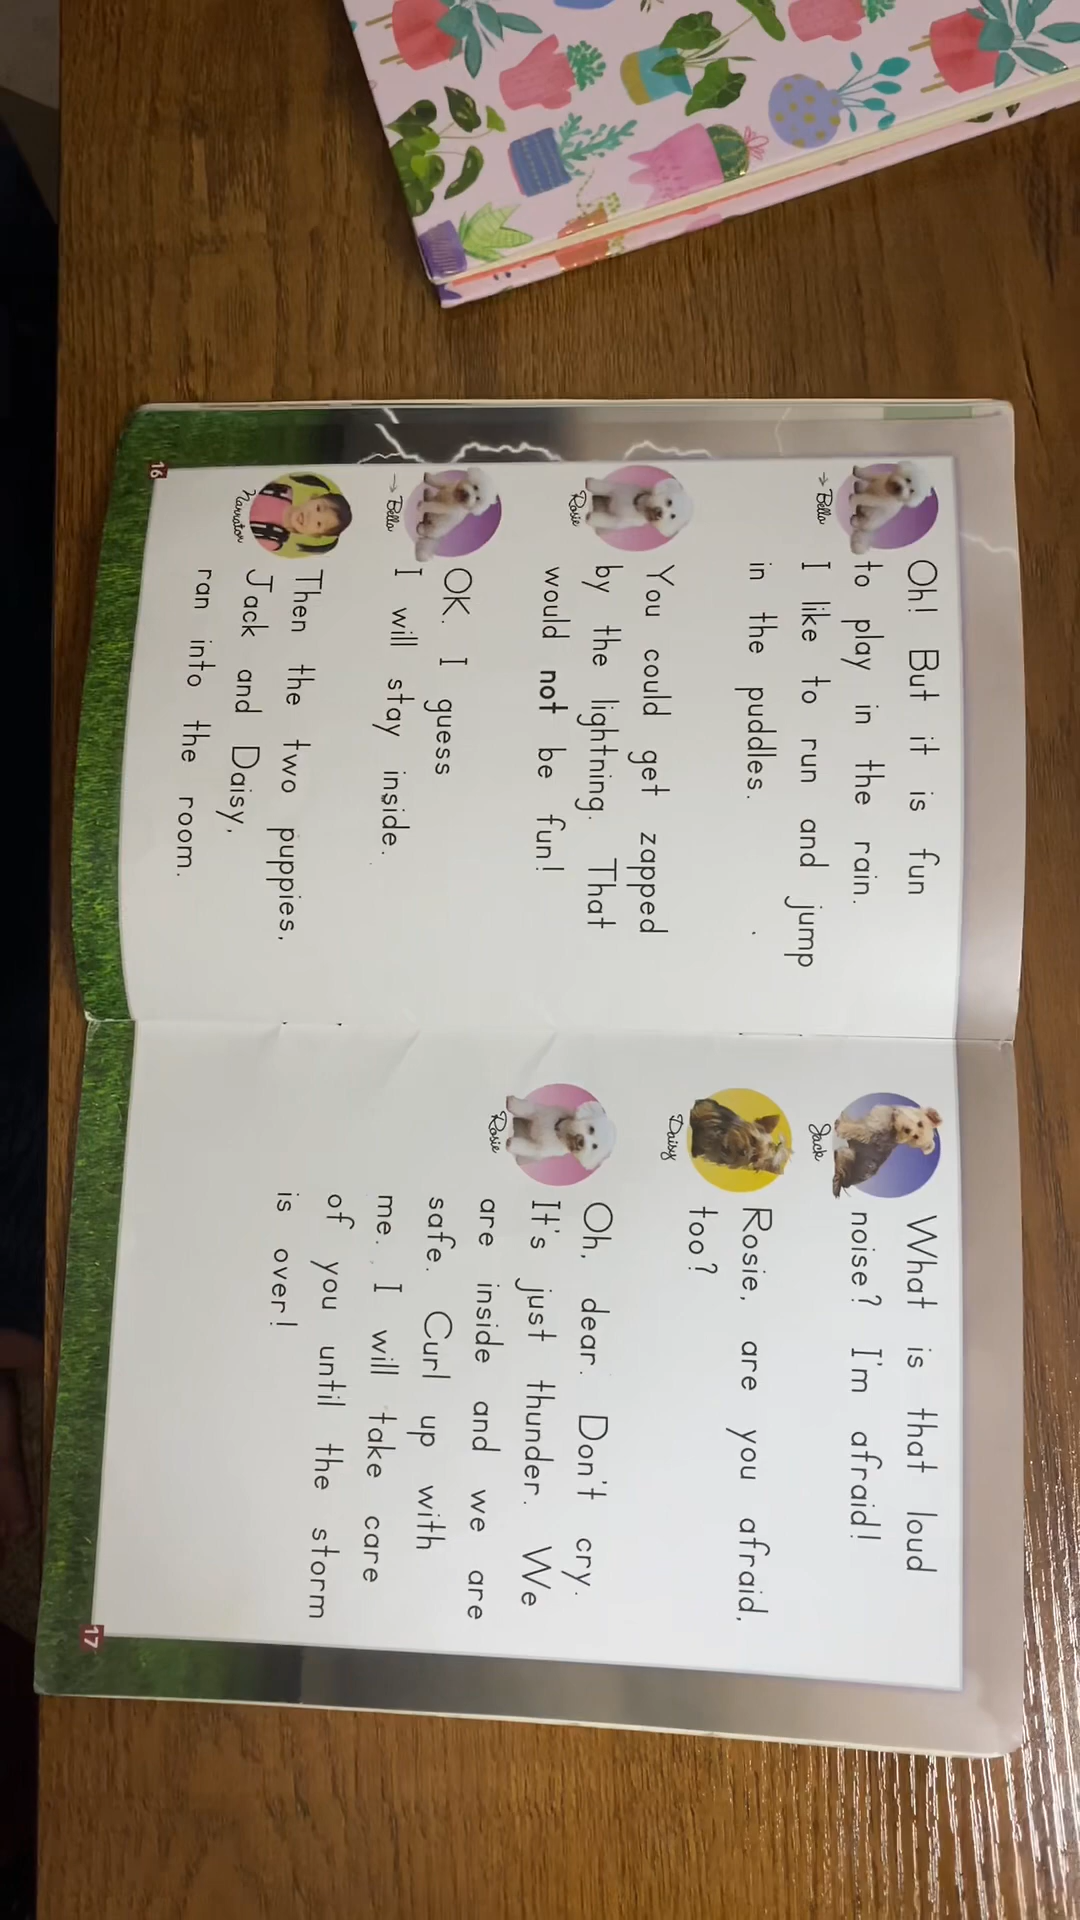 Oh! But it is fun
to play in the rain.
→ Bella
I like to run and jump
in the puddles.
Rosie
You could get zapped
by the lightning. That
would not be fun!
→ Bella
OK. I guess
I will stay inside.
Narrator
Then the two puppies,
Jack and Daisy,
ran into the room.
16
Jack
What is that loud
noise? I'm afraid!
Daisy
Rosie, are you afraid,
too?
Rosie
Oh, dear. Don't cry.
It's just thunder. We
are inside and we are
safe. Curl up with
me. I will take care
of you until the storm
is over!
17